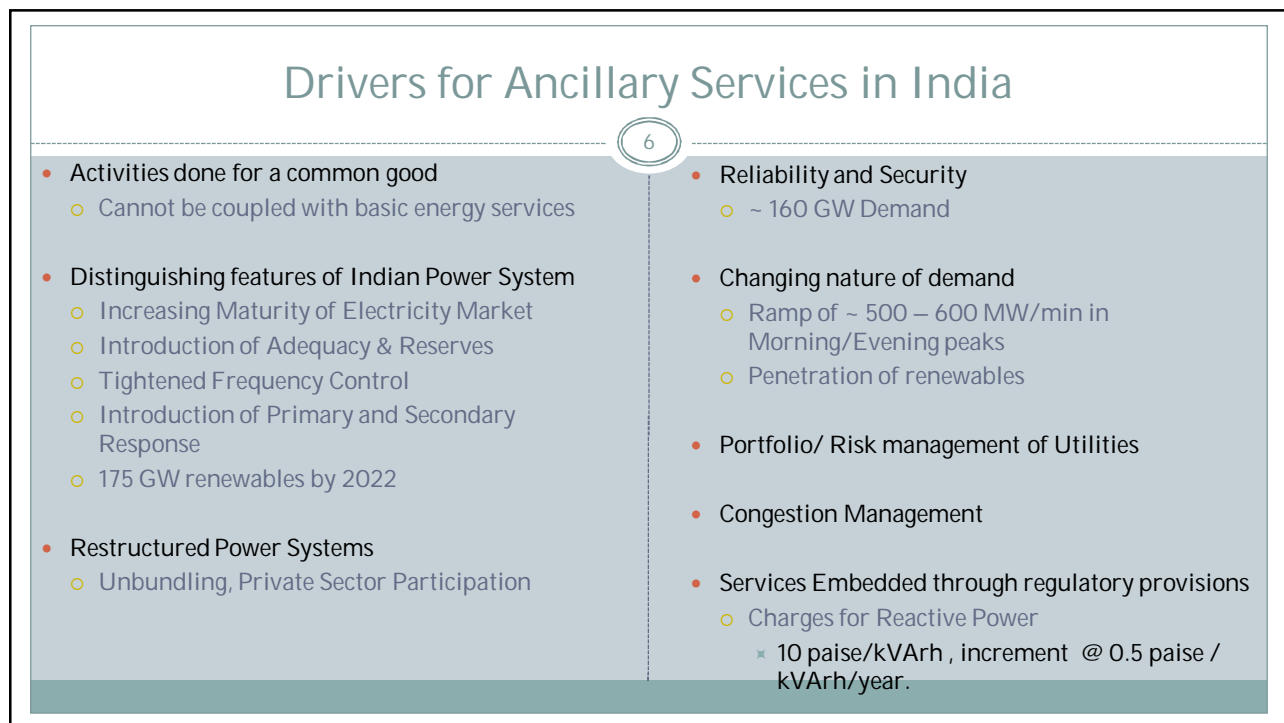 Drivers for Ancillary Services in India
6
• Activities done for a common good
o Cannot be coupled with basic energy services
• Distinguishing features of Indian Power System
o Increasing Maturity of Electricity Market
o Introduction of Adequacy & Reserves
o Tightened Frequency Control
o Introduction of Primary and Secondary
Response
o 175 GW renewables by 2022
• Restructured Power Systems
o Unbundling, Private Sector Participation
• Reliability and Security
o ~ 160 GW Demand
• Changing nature of demand
o Ramp of ~ 500 – 600 MW/min in
Morning/Evening peaks
o Penetration of renewables
• Portfolio/ Risk management of Utilities
• Congestion Management
• Services Embedded through regulatory provisions
o Charges for Reactive Power
¤ 10 paise/kVArh , increment @ 0.5 paise /
kVArh/year.